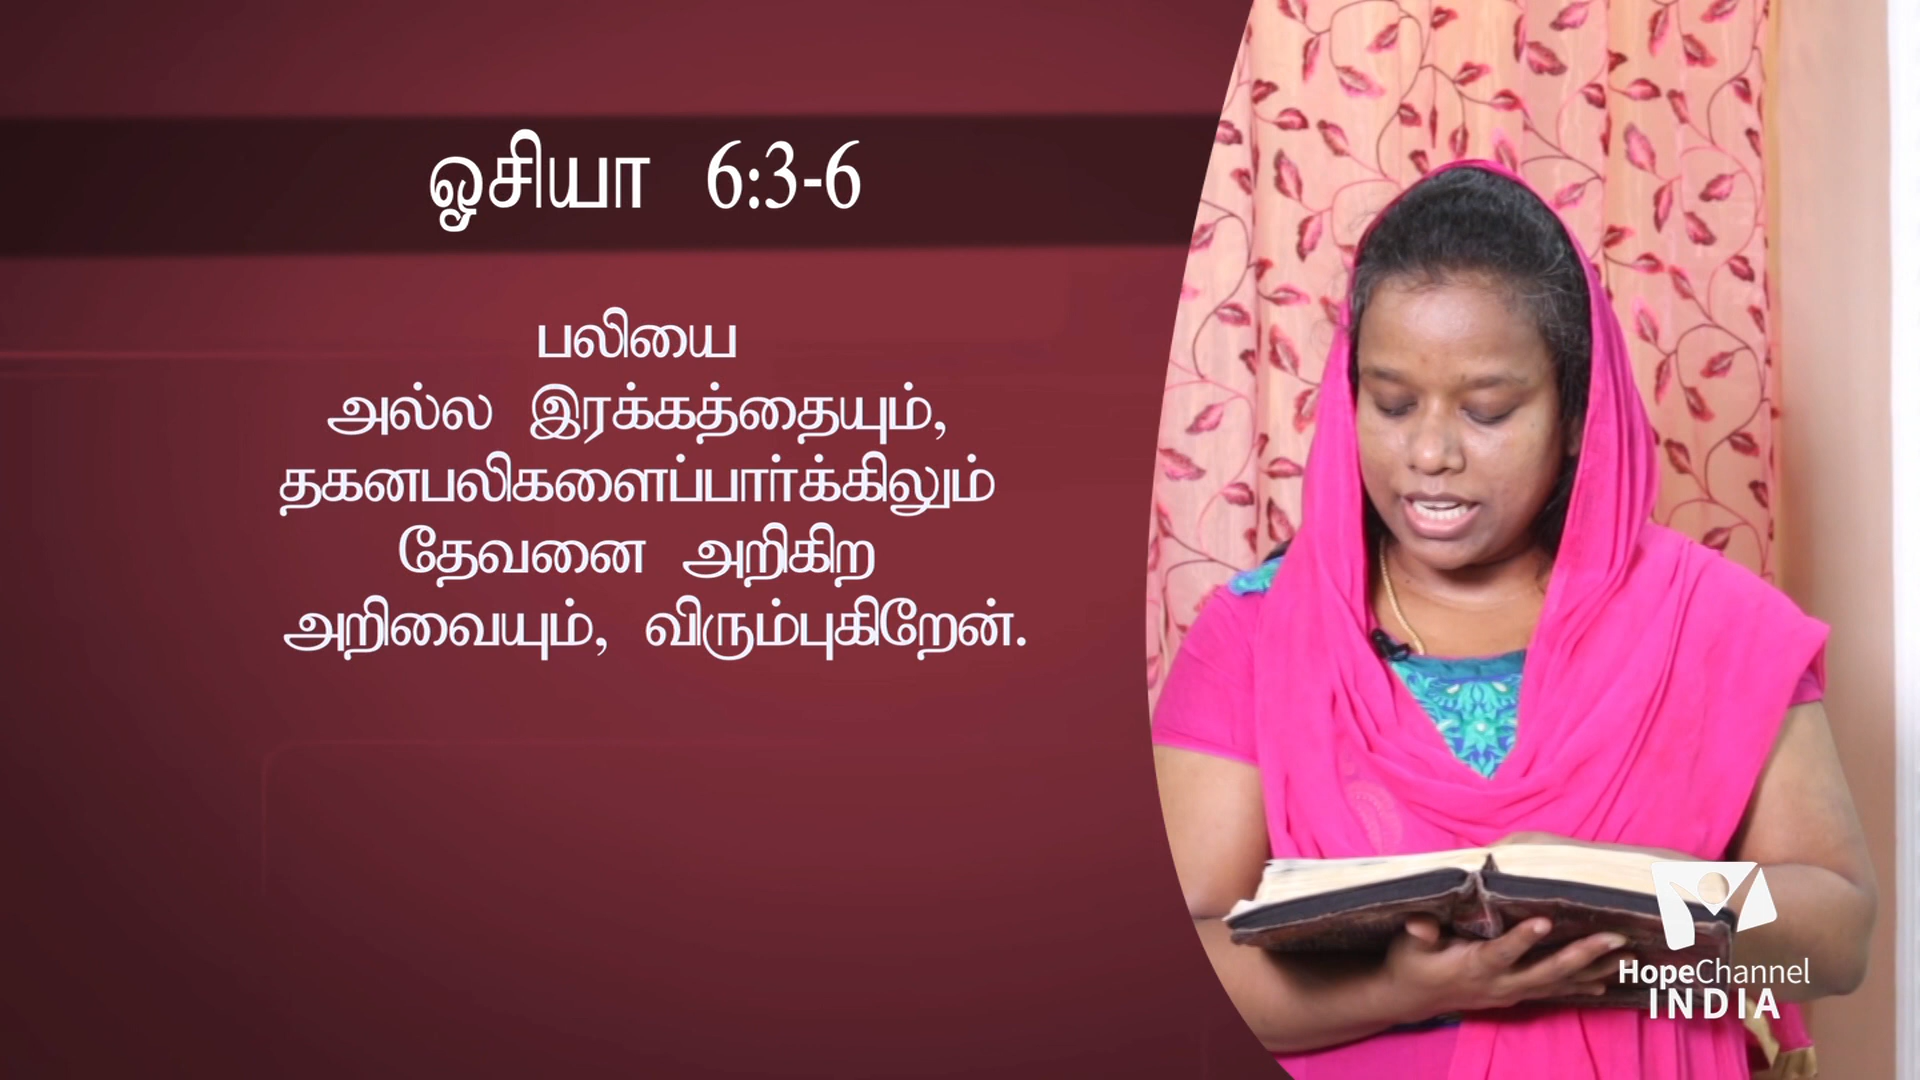 ஓசியா 6:3-6
பலியை
அல்ல இரக்கத்தையும்,
தகனபலிகளைப்பார்க்கிலும்
தேவனை அறிகிற
அறிவையும், விரும்புகிறேன்.
HopeChannel
INDIA